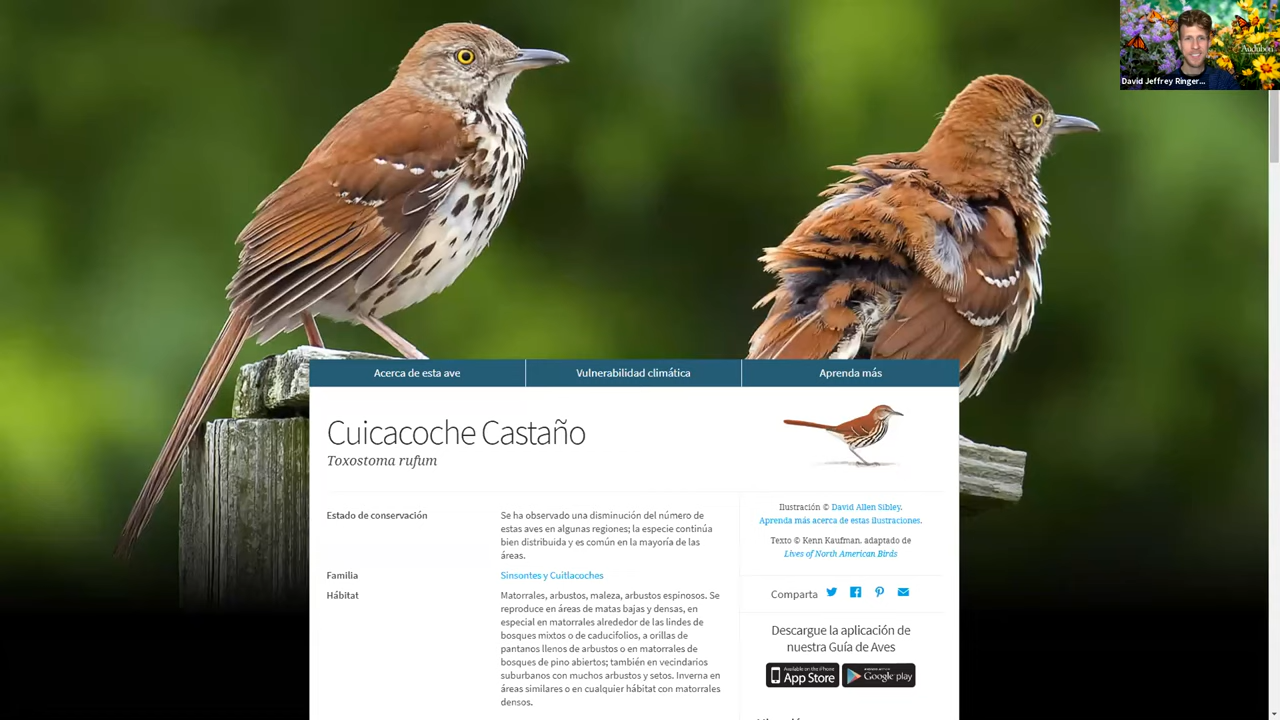 Audubon
David Jeffrey Ringer...
Acerca de esta ave
Vulnerabilidad climática
Aprenda más
Cuicacoche Castaño
Toxostoma rufum
Estado de conservación
Se ha observado una disminución del número de
estas aves en algunas regiones; la especie continúa
bien distribuida y es común en la mayoría de las
áreas.
Familia
Sinsontes y Cuitlacoches
Hábitat
Matorrales, arbustos, maleza, arbustos espinosos. Se
reproduce en áreas de matas bajas y densas, en
especial en matorrales alrededor de las lindes de
bosques mixtos o de caducifolios, a orillas de
pantanos llenos de arbustos o en matorrales de
bosques de pino abiertos; también en vecindarios
suburbanos con muchos arbustos y setos. Inverna en
áreas similares o en cualquier hábitat con matorrales
densos.
Ilustración © David Allen Sibley.
Aprenda más acerca de estas ilustraciones.
Texto © Kenn Kaufman, adaptado de
Lives of North American Birds
Comparta
Descargue la aplicación de
nuestra Guía de Aves
Available on the iPhone
App Store
Google play